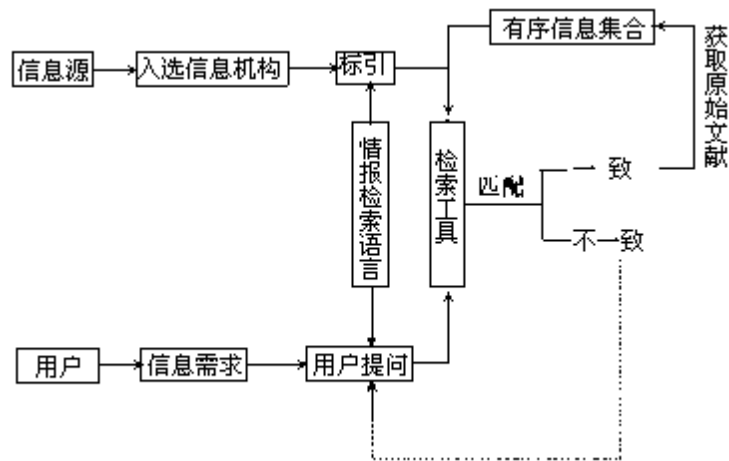 有序信息集合
获取原始文献
信息源
入选信息机构
标引
情报检索语言
检索工具
匹配
一致
不一致
用户
信息需求
用户提问